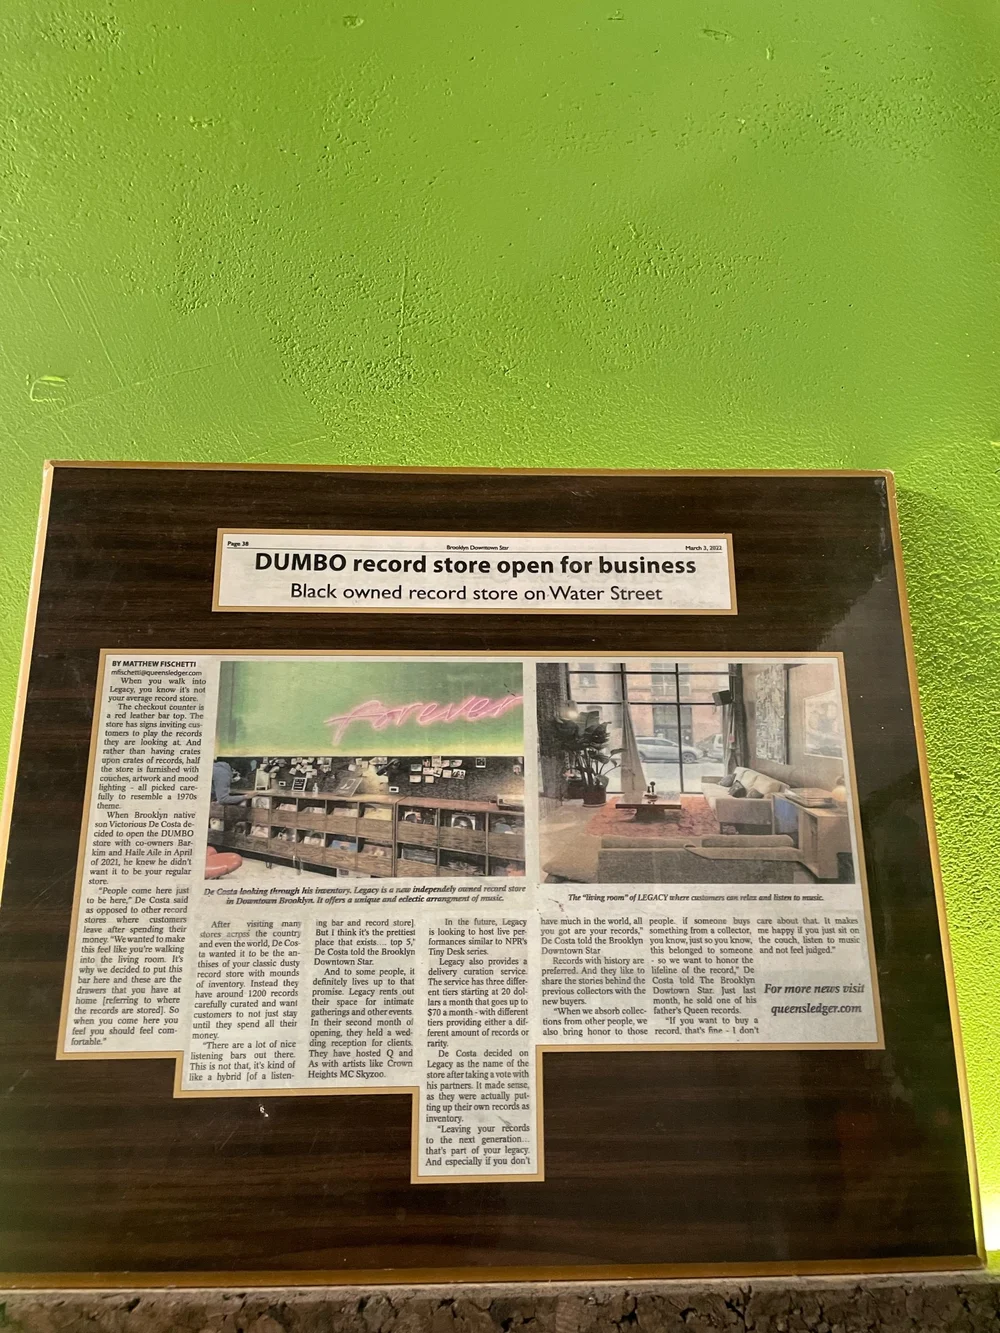 Page 38
Brooklyn Downtown Star
March 3, 2022
DUMBO record store open for business
Black owned record store on Water Street
BY MATTHEW FISCHETTI
mfischetti@queensledger.com
When you walk into
Legacy, you know it's not
your average record store.
The checkout counter is
a red leather bar top. The
store has signs inviting cus-
tomers to play the records
they are looking at. And
rather than having crates
upon crates of records, half
the store is furnished with
couches, artwork and mood
lighting - all picked care-
fully to resemble a 1970s
theme.
When Brooklyn native
son Victorious De Costa de-
cided to open the DUMBO
store with co-owners Bar-
kim and Haile Aile in April
of 2021, he knew he didn't
want it to be your regular
store.
"People come here just
to be here," De Costa said
as opposed to other record
stores where customers
leave after spending their
money. "We wanted to make
this feel like you're walking
into the living room. It's
why we decided to put this
bar here and these are the
drawers that you have at
home [referring to where
the records are stored]. So
when you come here you
feel you should feel com-
fortable."
forever
De Costa looking through his inventory. Legacy is a new independely owned record store
in Downtown Brooklyn. It offers a unique and eclectic arrangment of music.
The "living room" of LEGACY where customers can relax and listen to music.
After visiting many
stores across the country
and even the world, De Cos-
ta wanted it to be the an-
thises of your classic dusty
record store with mounds
of inventory. Instead they
have around 1200 records
carefully curated and want
customers to not just stay
until they spend all their
money.
"There are a lot of nice
listening bars out there.
This is not that, it's kind of
like a hybrid [of a listen-
ing bar and record store].
But I think it's the prettiest
place that exists.... top 5,"
De Costa told the Brooklyn
Downtown Star.
And to some people, it
definitely lives up to that
promise. Legacy rents out
their space for intimate
gatherings and other events.
In their second month of
opening, they held a wed-
ding reception for clients.
They have hosted Q and
As with artists like Crown
Heights MC Skyzoo.
In the future, Legacy
is looking to host live per-
formances similar to NPR's
Tiny Desk series.
Legacy also provides a
delivery curation service.
The service has three differ-
ent tiers starting at 20 dol-
lars a month that goes up to
$70 a month - with different
tiers providing either a dif-
ferent amount of records or
rarity.
De Costa decided on
Legacy as the name of the
store after taking a vote with
his partners. It made sense,
as they were actually put-
ting up their own records as
inventory.
"Leaving your records
to the next generation...
that's part of your legacy.
And especially if you don't
have much in the world, all
you got are your records,"
De Costa told the Brooklyn
Downtown Star
Records with history are
preferred. And they like to
share the stories behind the
previous collectors with the
new buyers.
"When we absorb collec-
tions from other people, we
also bring honor to those
people. if someone buys
something from a collector,
you know, just so you know,
this belonged to someone
- so we want to honor the
lifeline of the record," De
Costa told The Brooklyn
Dowtown Star. Just last
month, he sold one of his
father's Queen records.
"If you want to buy a
record, that's fine - I don't
care about that. It makes
me happy if you just sit on
the couch, listen to music
and not feel judged."
For more news visit
queensledger.com